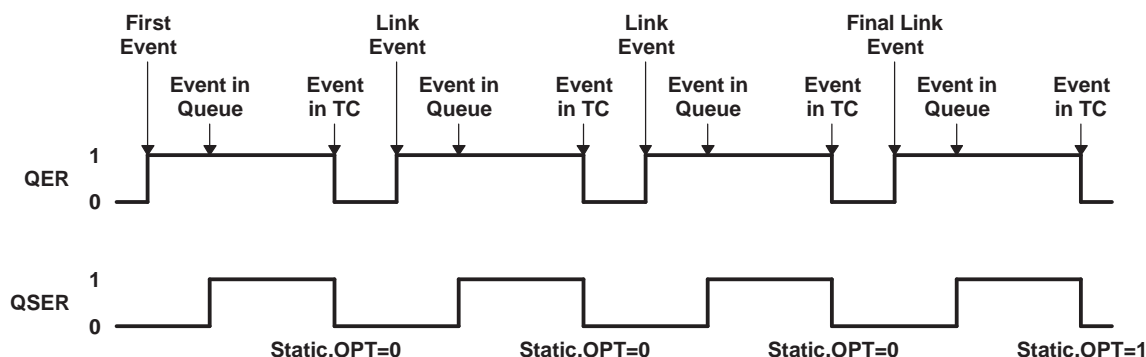 First
Event
Link
Event
Link
Event
Final Link
Event
Event in
Queue
Event
in TC
Event in
Queue
Event
in TC
Event in
Queue
Event
in TC
Event in
Queue
Event
in TC
QER
1
0
QSER
1
0
Static.OPT=0
Static.OPT=0
Static.OPT=0
Static.OPT=1